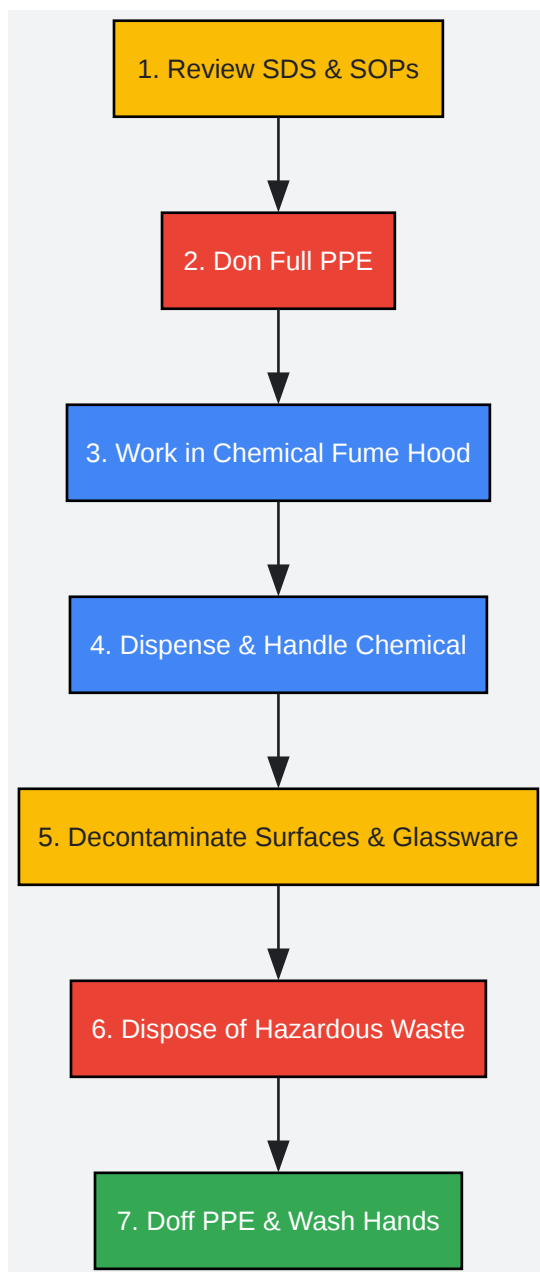 1. Review SDS & SOPs
2. Don Full PPE
3. Work in Chemical Fume Hood
4. Dispense & Handle Chemical
5. Decontaminate Surfaces & Glassware
6. Dispose of Hazardous Waste
7. Doff PPE & Wash Hands